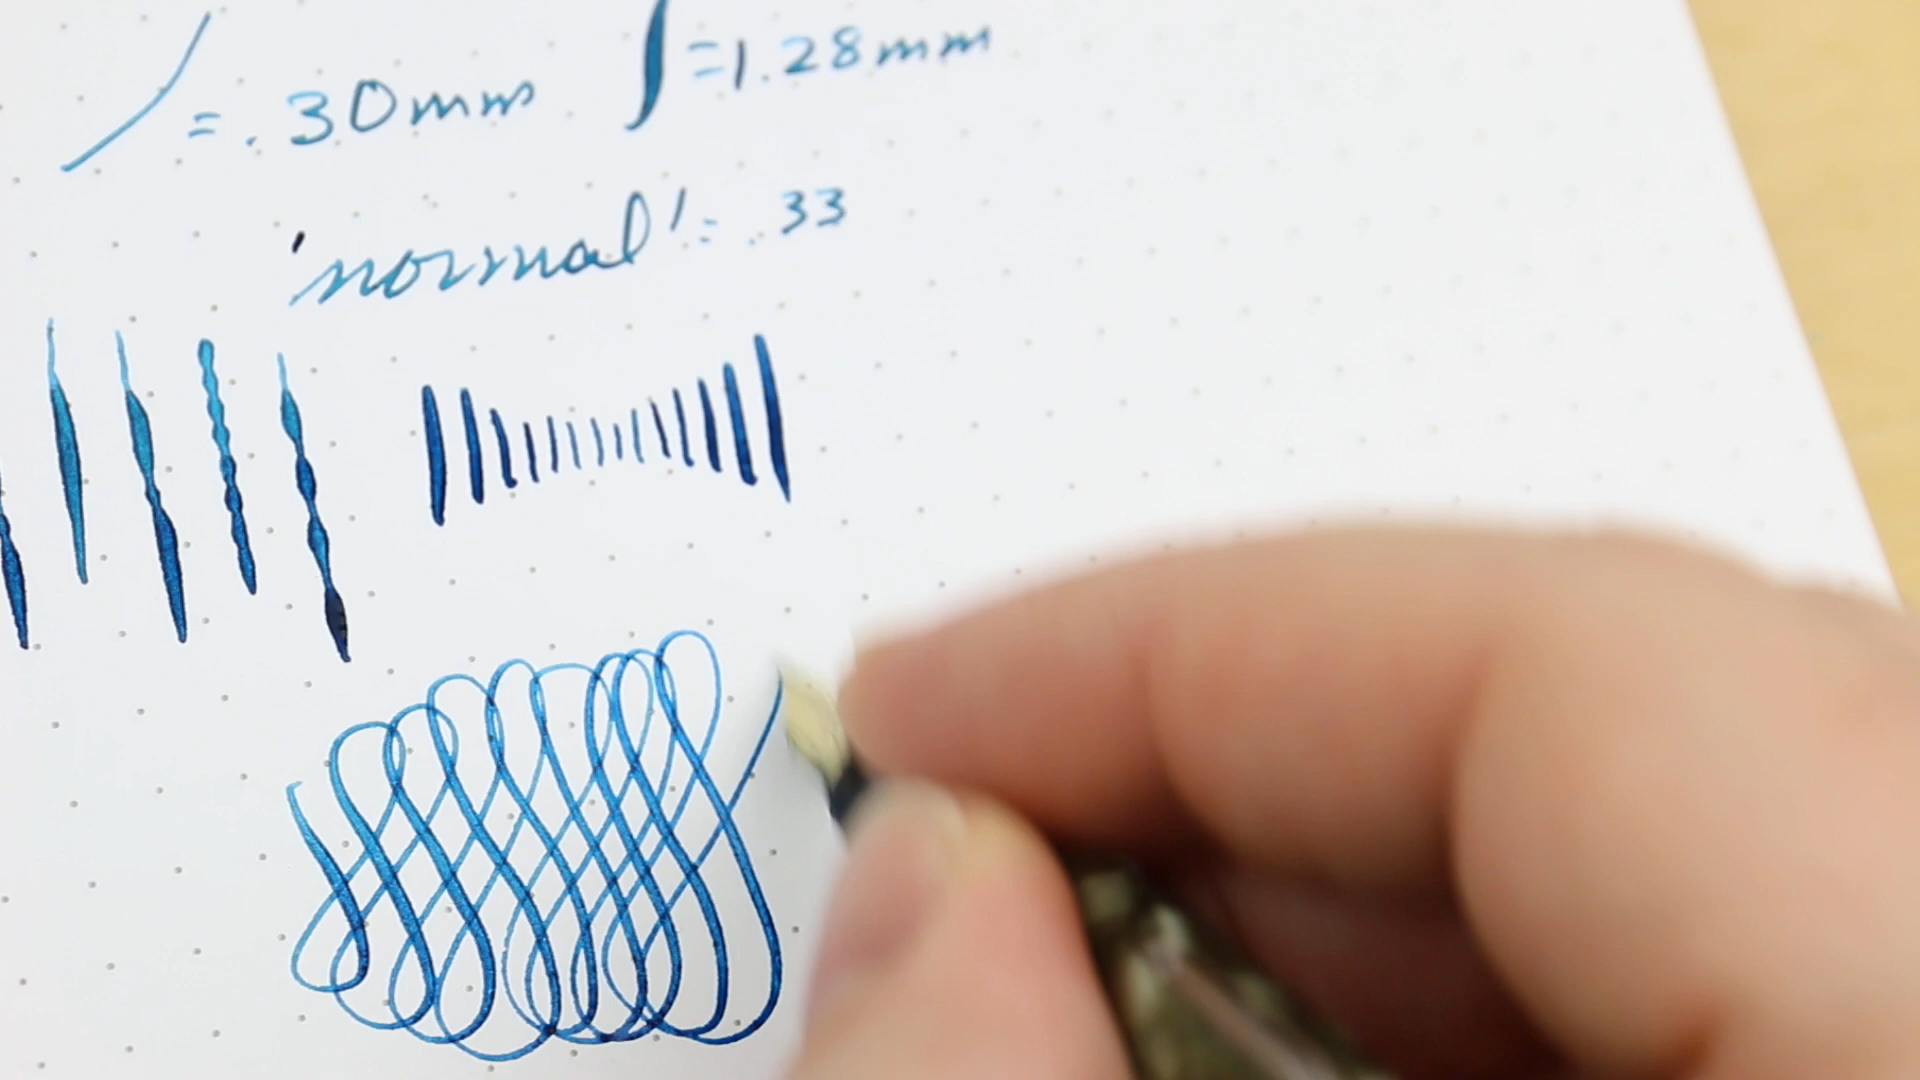 = .30mm =1.28mm
'normal' = .33